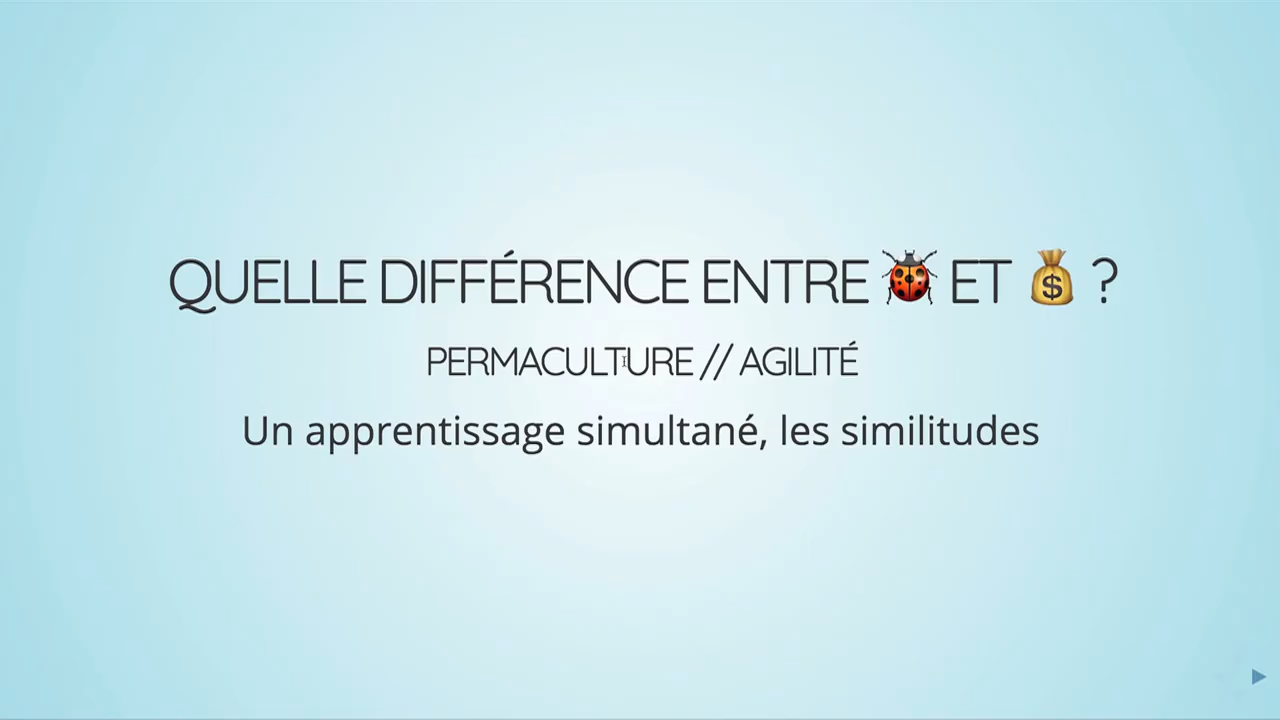 QUELLE DIFFÉRENCE ENTRE 🐞 ET 💰 ?
PERMACULTURE // AGILITÉ
Un apprentissage simultané, les similitudes